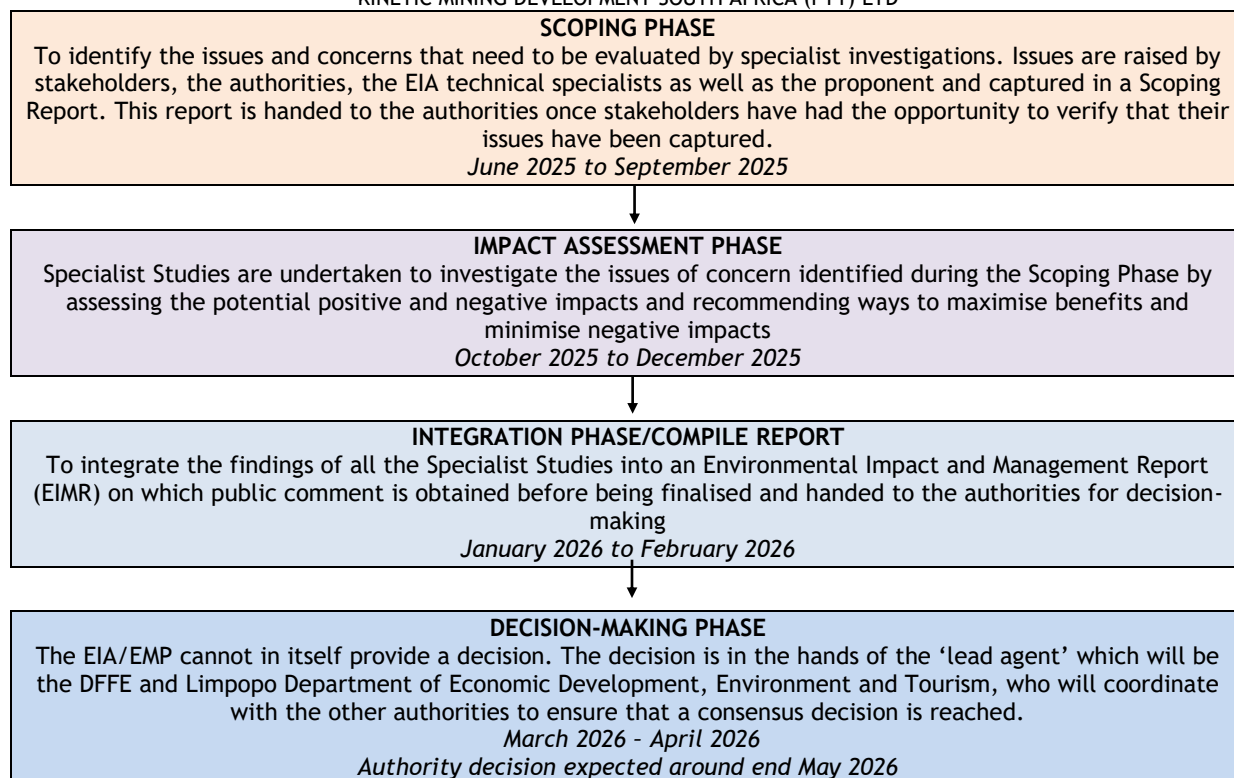 KINETIC MINING DEVELOPMENT SOUTH AFRICA (PTY) LTD
SCOPING PHASE
To identify the issues and concerns that need to be evaluated by specialist investigations. Issues are raised by
stakeholders, the authorities, the EIA technical specialists as well as the proponent and captured in a Scoping
Report. This report is handed to the authorities once stakeholders have had the opportunity to verify that their
issues have been captured.
June 2025 to September 2025
IMPACT ASSESSMENT PHASE
Specialist Studies are undertaken to investigate the issues of concern identified during the Scoping Phase by
assessing the potential positive and negative impacts and recommending ways to maximise benefits and
minimise negative impacts
October 2025 to December 2025
INTEGRATION PHASE/COMPILE REPORT
To integrate the findings of all the Specialist Studies into an Environmental Impact and Management Report
(EIMR) on which public comment is obtained before being finalised and handed to the authorities for decision-
making
January 2026 to February 2026
DECISION-MAKING PHASE
The EIA/EMP cannot in itself provide a decision. The decision is in the hands of the ‘lead agent’ which will be
the DFFE and Limpopo Department of Economic Development, Environment and Tourism, who will coordinate
with the other authorities to ensure that a consensus decision is reached.
March 2026 – April 2026
Authority decision expected around end May 2026